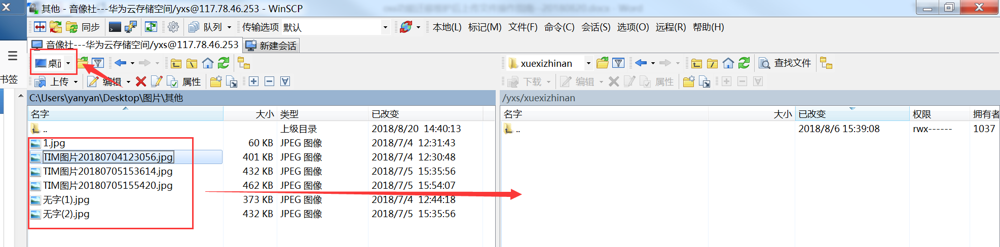 其他 - 音像社---华为云存储空间/yxs@117.78.46.253 - WinSCP
同步 队列 传输选项 默认 本地(L) 标记(M) 文件(F) 命令(C) 会话(S) 选项(O) 远程(R) 帮助(H)
音像社---华为云存储空间/yxs@117.78.46.253 新建会话
xuexizhinan 查找文件
书签 上传 编辑 属性 下载 编辑 属性
C:\Users\yanyan\Desktop\图片\其他 /yxs/xuexizhinan
名字 大小 类型 已改变 名字 大小 已改变 权限 拥有者
.. 上级目录 2018/8/20 14:40:13 .. 2018/8/6 15:39:08 rwx------ 1037
1.jpg 60 KB JPEG 图像 2018/7/4 12:31:43
TIM图片20180704123056.jpg 401 KB JPEG 图像 2018/7/4 12:30:48
TIM图片20180705153614.jpg 432 KB JPEG 图像 2018/7/5 15:35:56
TIM图片20180705155420.jpg 462 KB JPEG 图像 2018/7/5 15:54:07
无字(1).jpg 373 KB JPEG 图像 2018/7/4 12:44:18
无字(2).jpg 432 KB JPEG 图像 2018/7/5 15:35:56